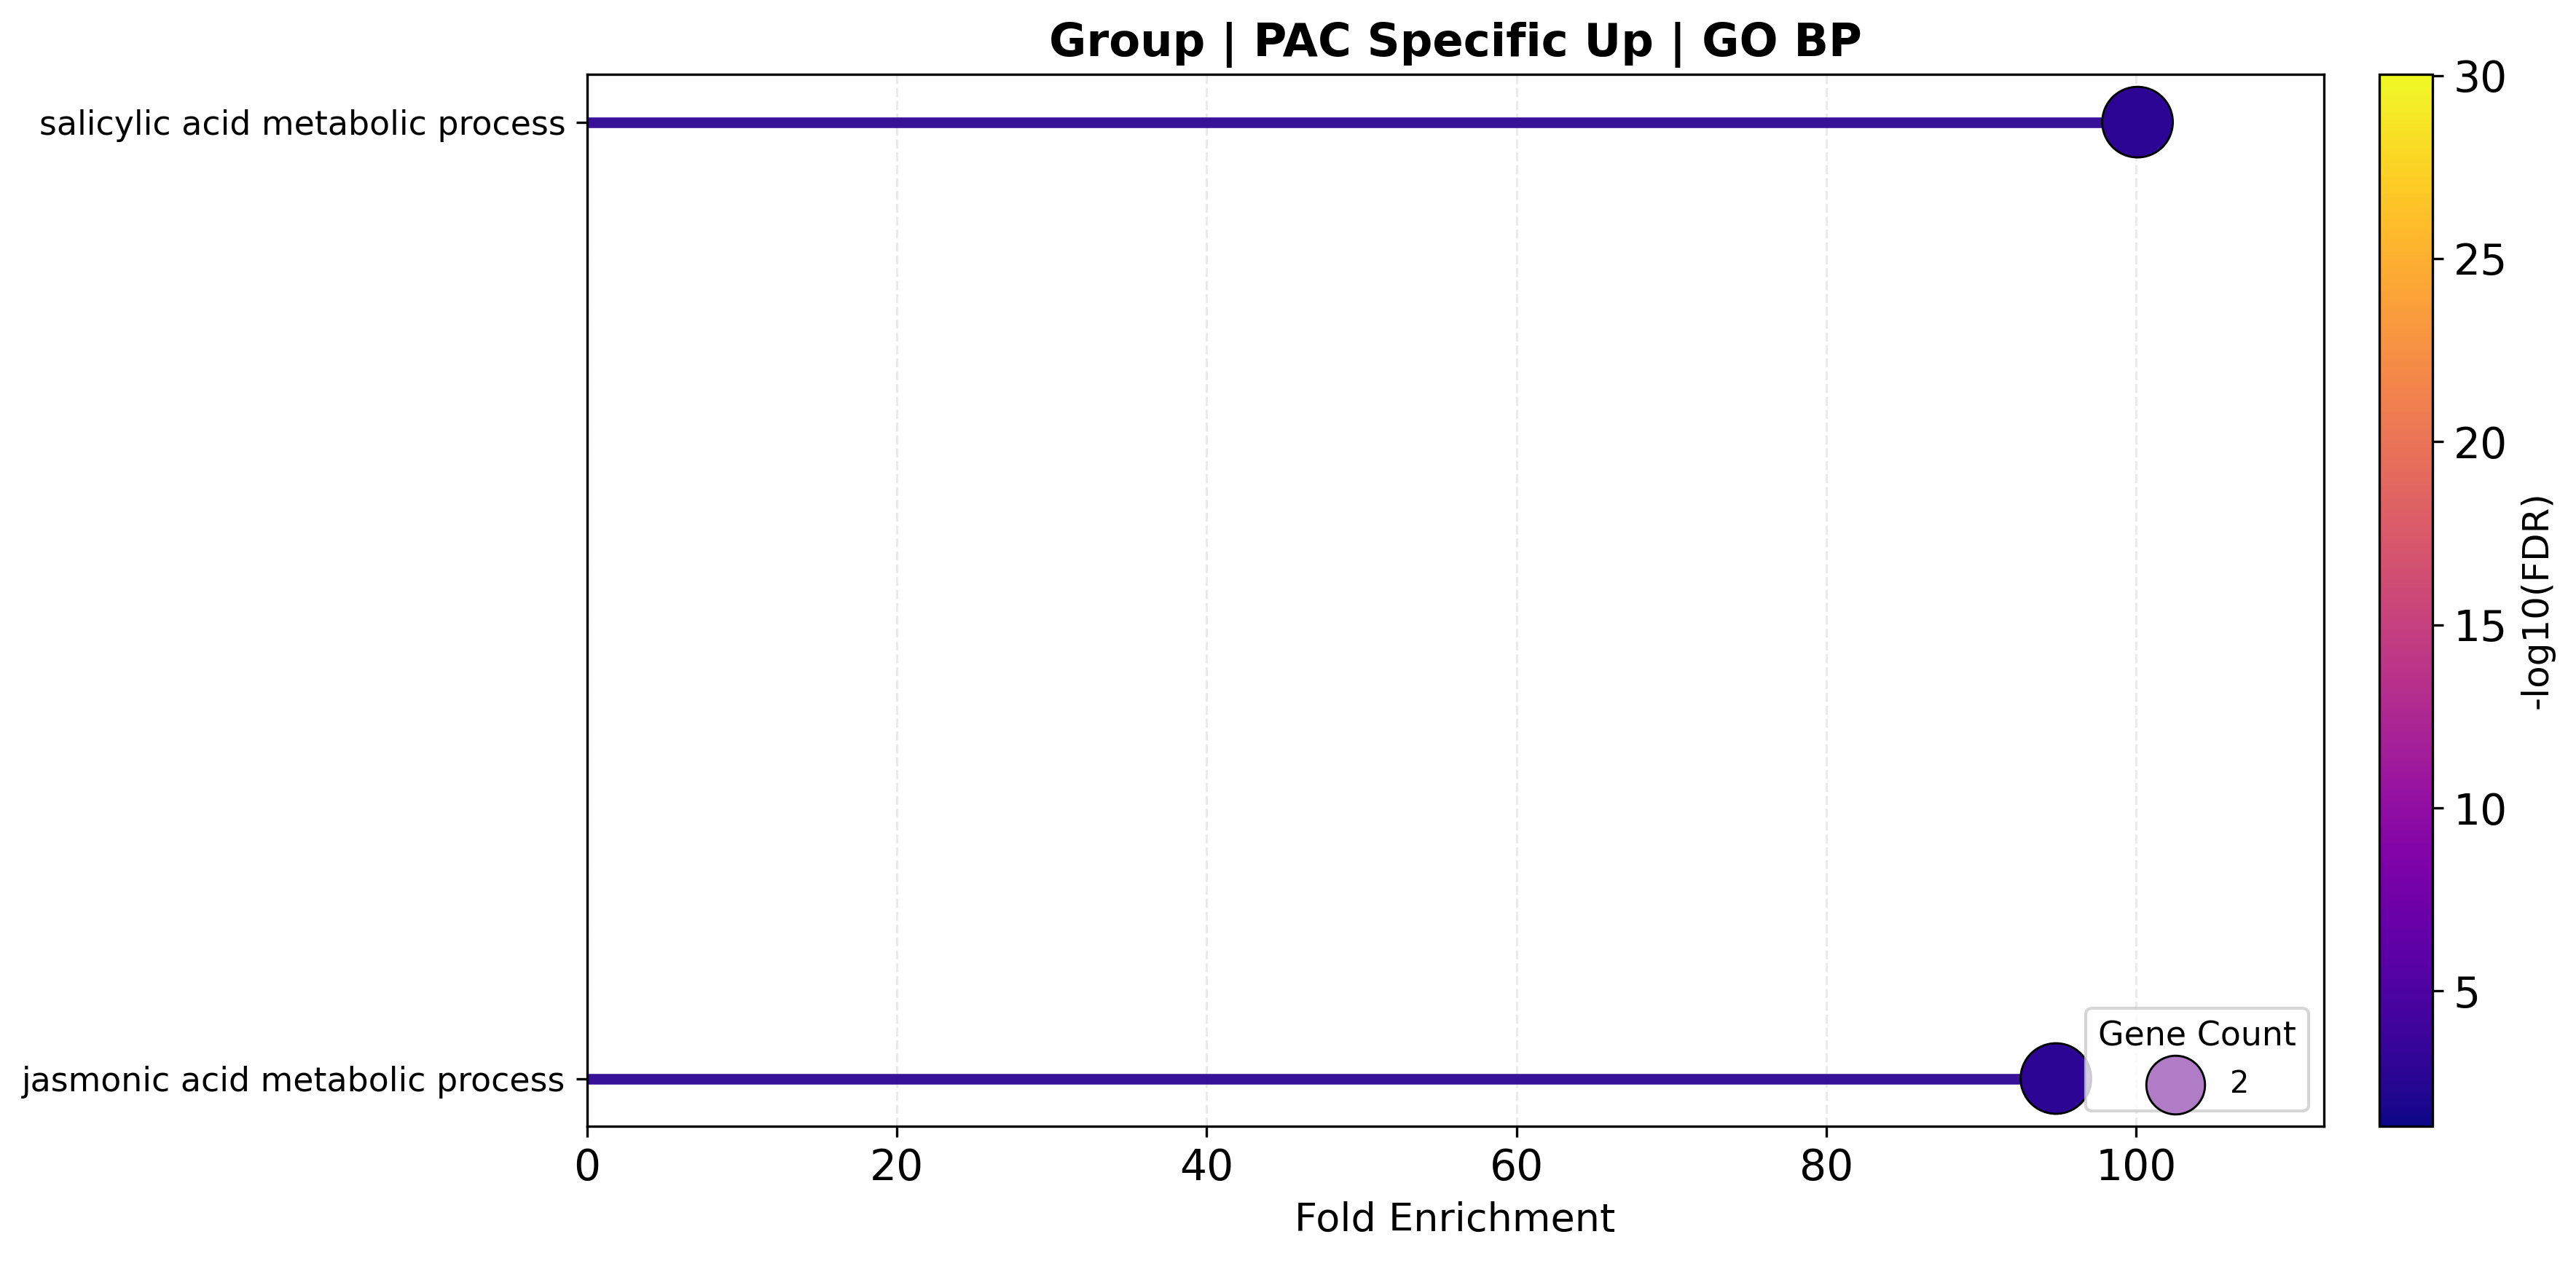 Group | PAC Specific Up | GO BP
salicylic acid metabolic process
jasmonic acid metabolic process
0 20 40 60 80 100
Fold Enrichment
Gene Count
2
30
25
20
15
10
5
-log10(FDR)